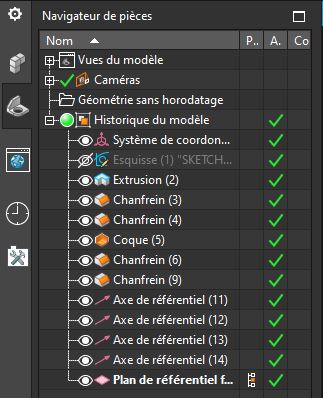 Navigateur de pièces
Nom P.. A. Co
Vues du modèle
Caméras
Géométrie sans horodatage
Historique du modèle
Système de coordon...
Esquisse (1) "SKETCH...
Extrusion (2)
Chanfrein (3)
Chanfrein (4)
Coque (5)
Chanfrein (6)
Chanfrein (9)
Axe de référentiel (11)
Axe de référentiel (12)
Axe de référentiel (13)
Axe de référentiel (14)
Plan de référentiel f...